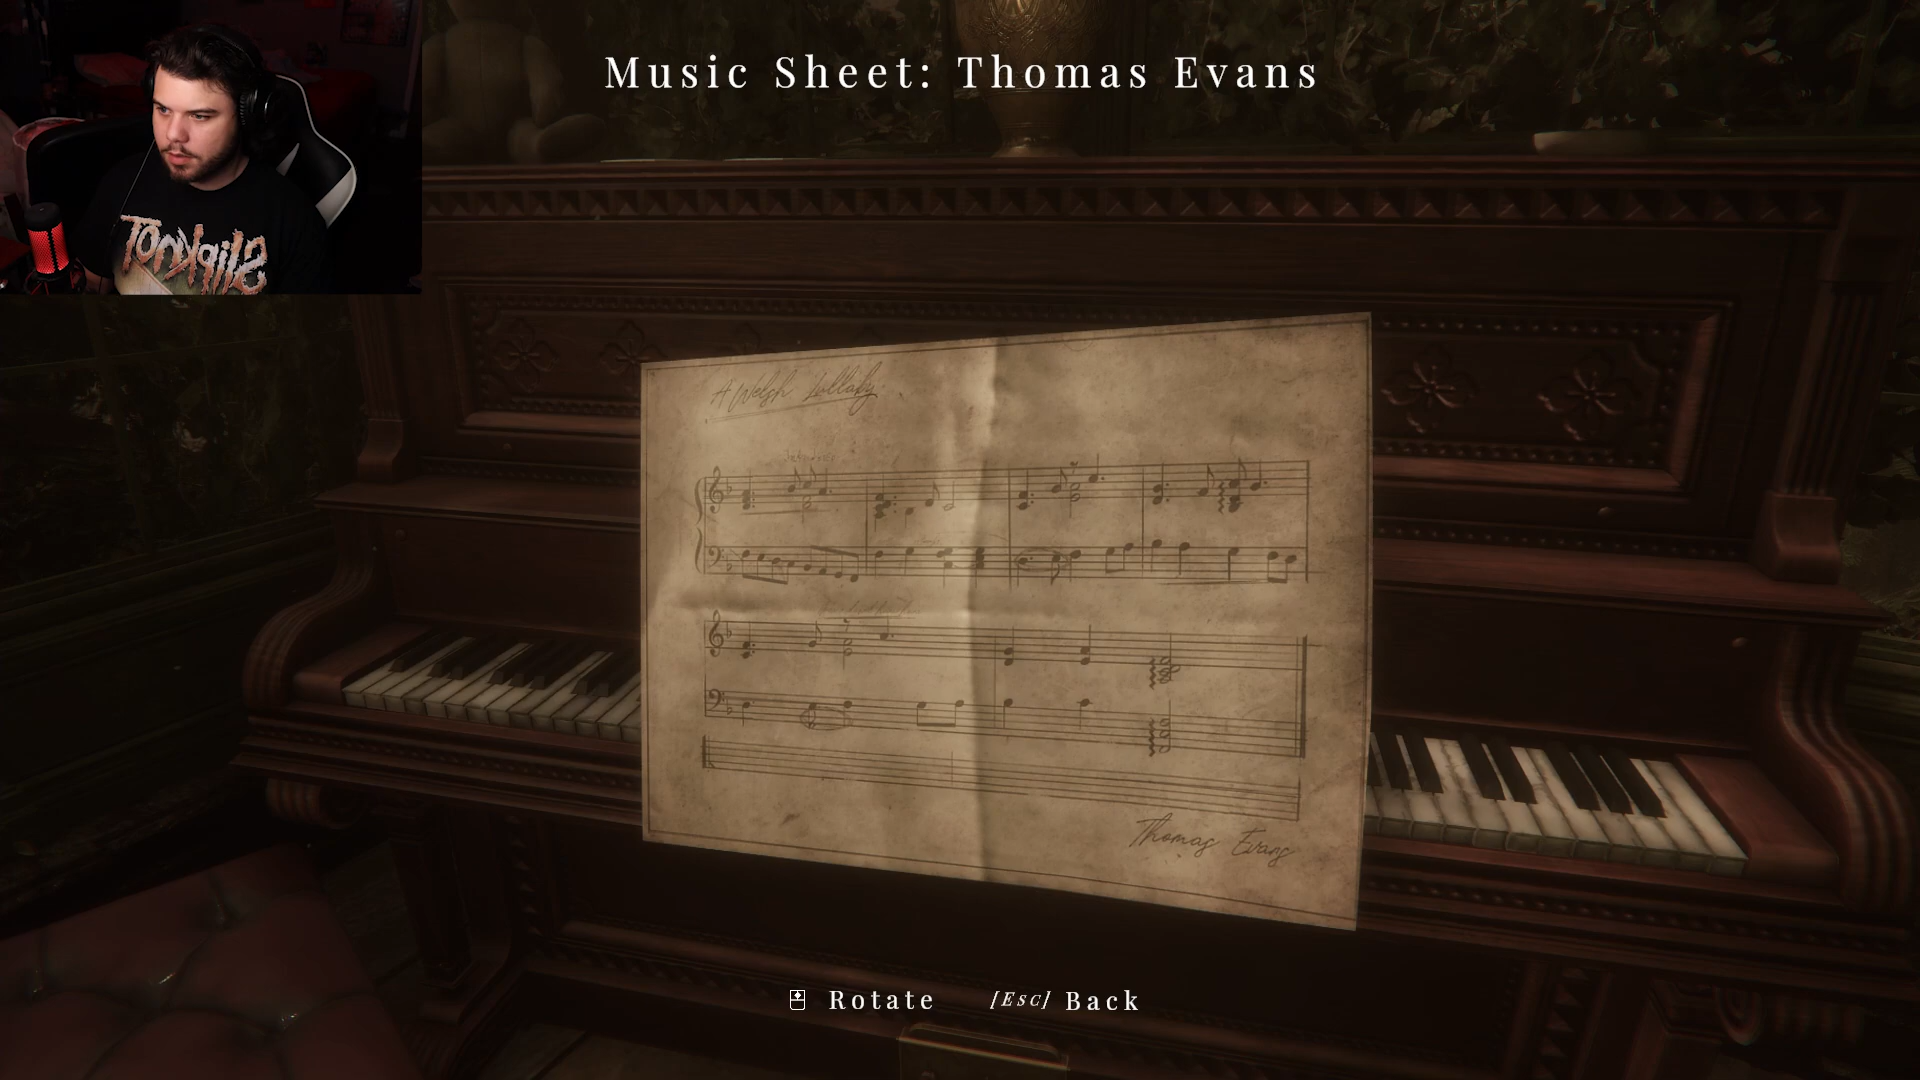 Music Sheet: Thomas Evans
SlipKnoT
A Welsh Lullaby
Thomas Evans
Rotate [ESC] Back